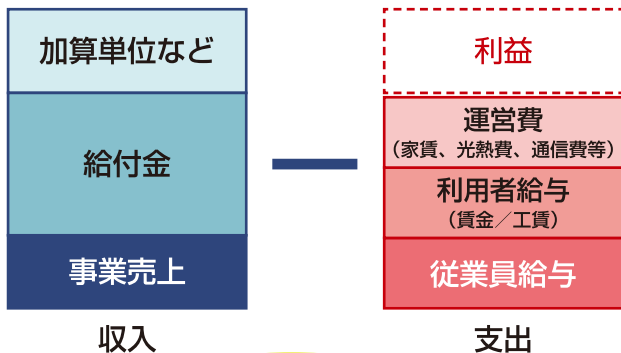 加算単位など
給付金
事業売上
収入
利益
運営費
（家賃、光熱費、通信費等）
利用者給与
（賃金／工賃）
従業員給与
支出